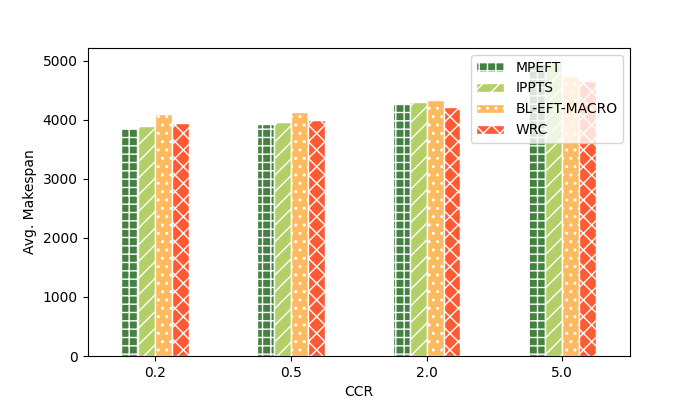 Avg. Makespan
5000
4000
3000
2000
1000
0
0.2
0.5
2.0
5.0
CCR
MPEFT
IPPTS
BL-EFT-MACRO
WRC